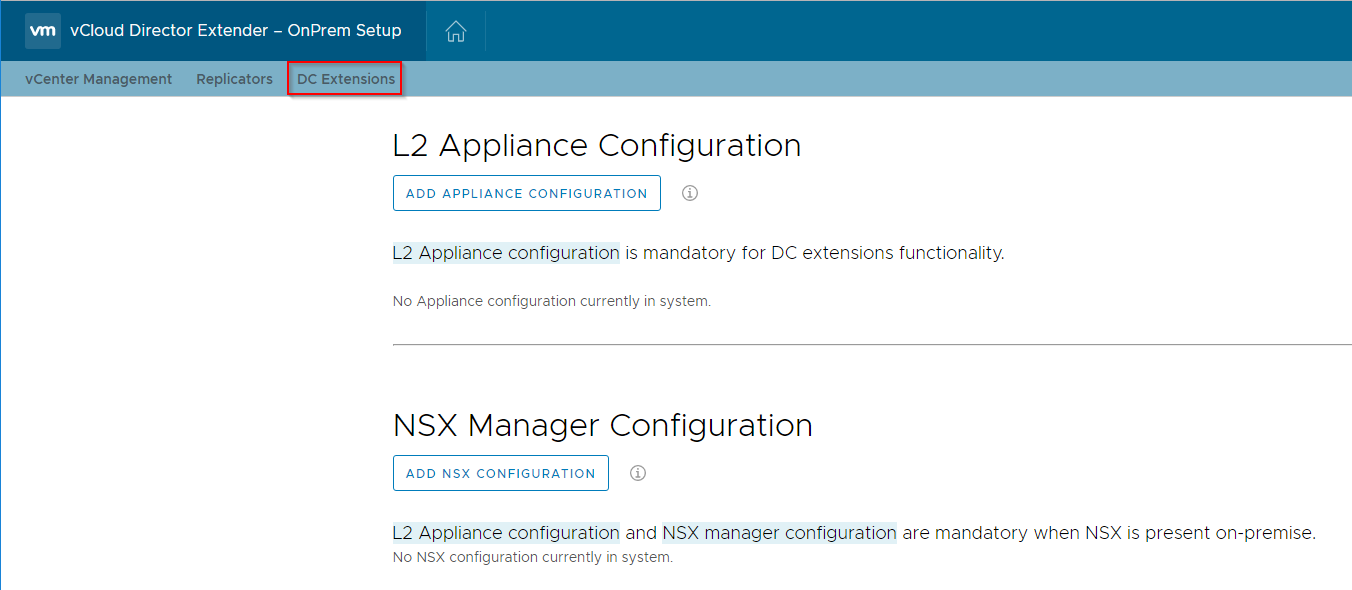 vm vCloud Director Extender – OnPrem Setup
vCenter Management Replicators DC Extensions
L2 Appliance Configuration
ADD APPLIANCE CONFIGURATION
L2 Appliance configuration is mandatory for DC extensions functionality.
No Appliance configuration currently in system.
NSX Manager Configuration
ADD NSX CONFIGURATION
L2 Appliance configuration and NSX manager configuration are mandatory when NSX is present on-premise.
No NSX configuration currently in system.